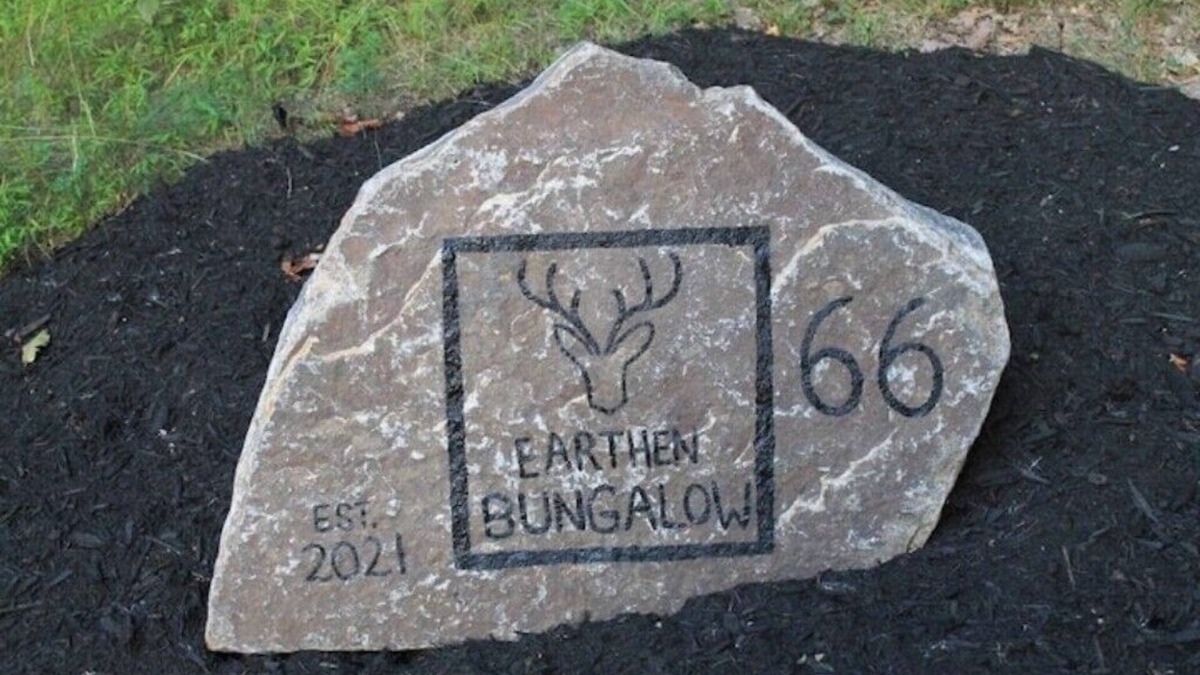 66
EARTHEN
BUNGALOW
EST.
2021